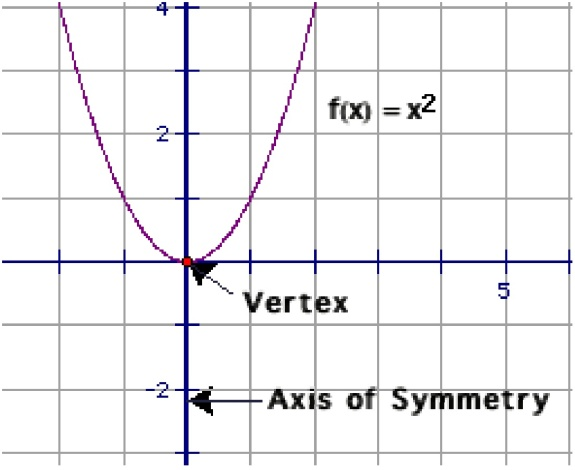 4
f(x) = x²
2
5
Vertex
-2
Axis of Symmetry